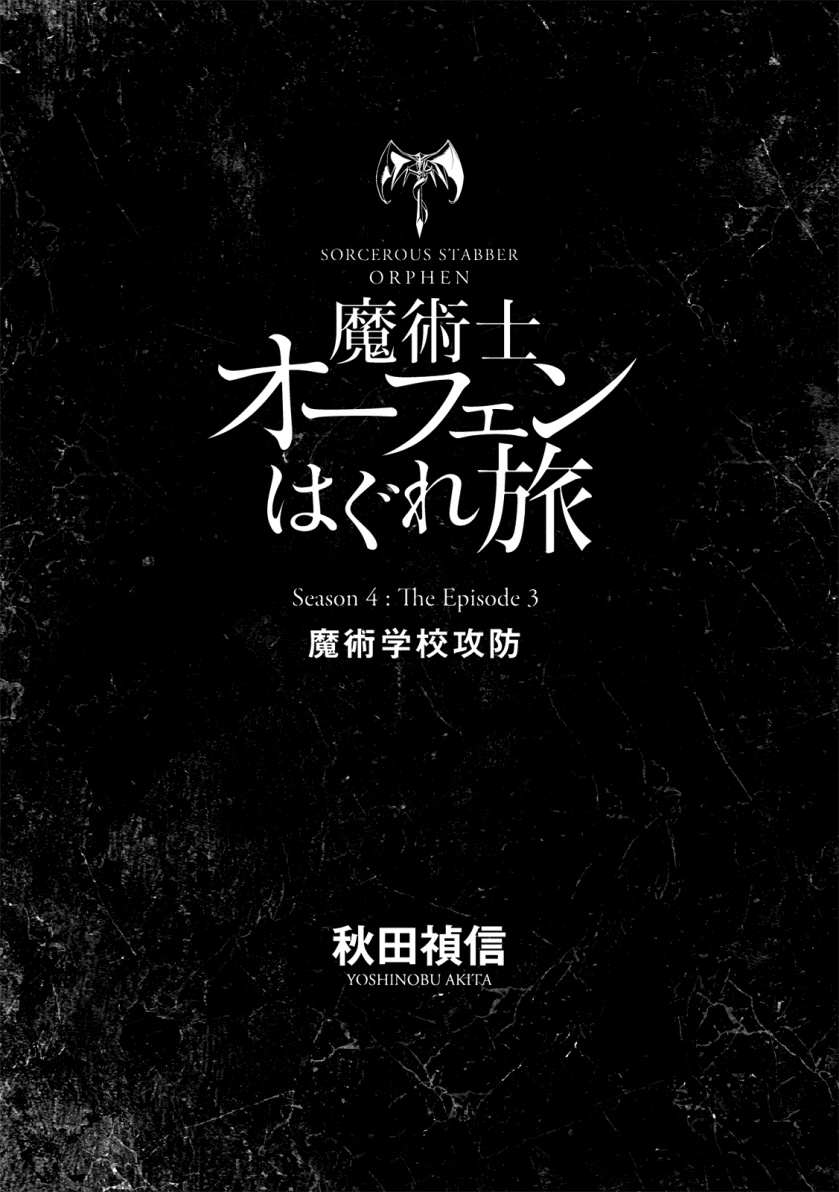 SORCEROUS STABBER
ORPHEN
魔術士
オーフェン
はぐれ旅
Season 4 : The Episode 3
魔術学校攻防
秋田禎信
YOSHINOBU AKITA